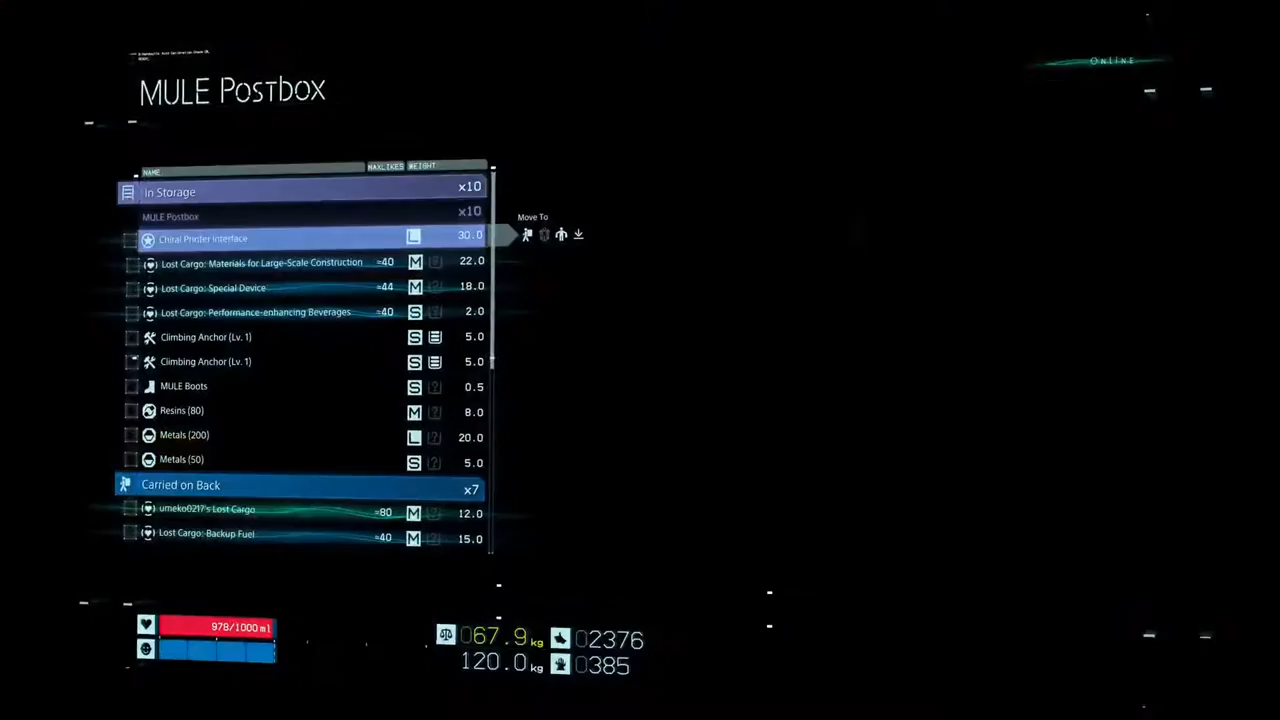 MULE Postbox
ONLINE
NAME MAXLIKES WEIGHT
In Storage x10
MULE Postbox x10
Chiral Printer Interface L 30.0
Lost Cargo: Materials for Large-Scale Construction ≈40 M 22.0
Lost Cargo: Special Device ≈44 M 18.0
Lost Cargo: Performance-enhancing Beverages ≈40 S 2.0
Climbing Anchor (Lv. 1) S 5.0
Climbing Anchor (Lv. 1) S 5.0
MULE Boots S 0.5
Resins (80) M 8.0
Metals (200) L 20.0
Metals (50) S 5.0
Carried on Back x7
umeko0217's Lost Cargo ≈80 M 12.0
Lost Cargo: Backup Fuel ≈40 M 15.0
Move To
978/1000 ml
067.9 kg 02376
120.0 kg 0385